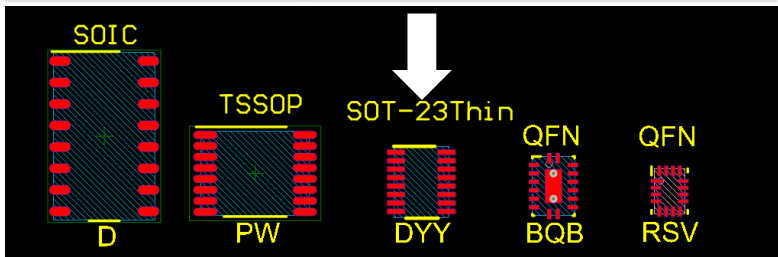 SOIC
TSSOP
SOT-23Thin
QFN
QFN
D
PW
DYY
BQB
RSV